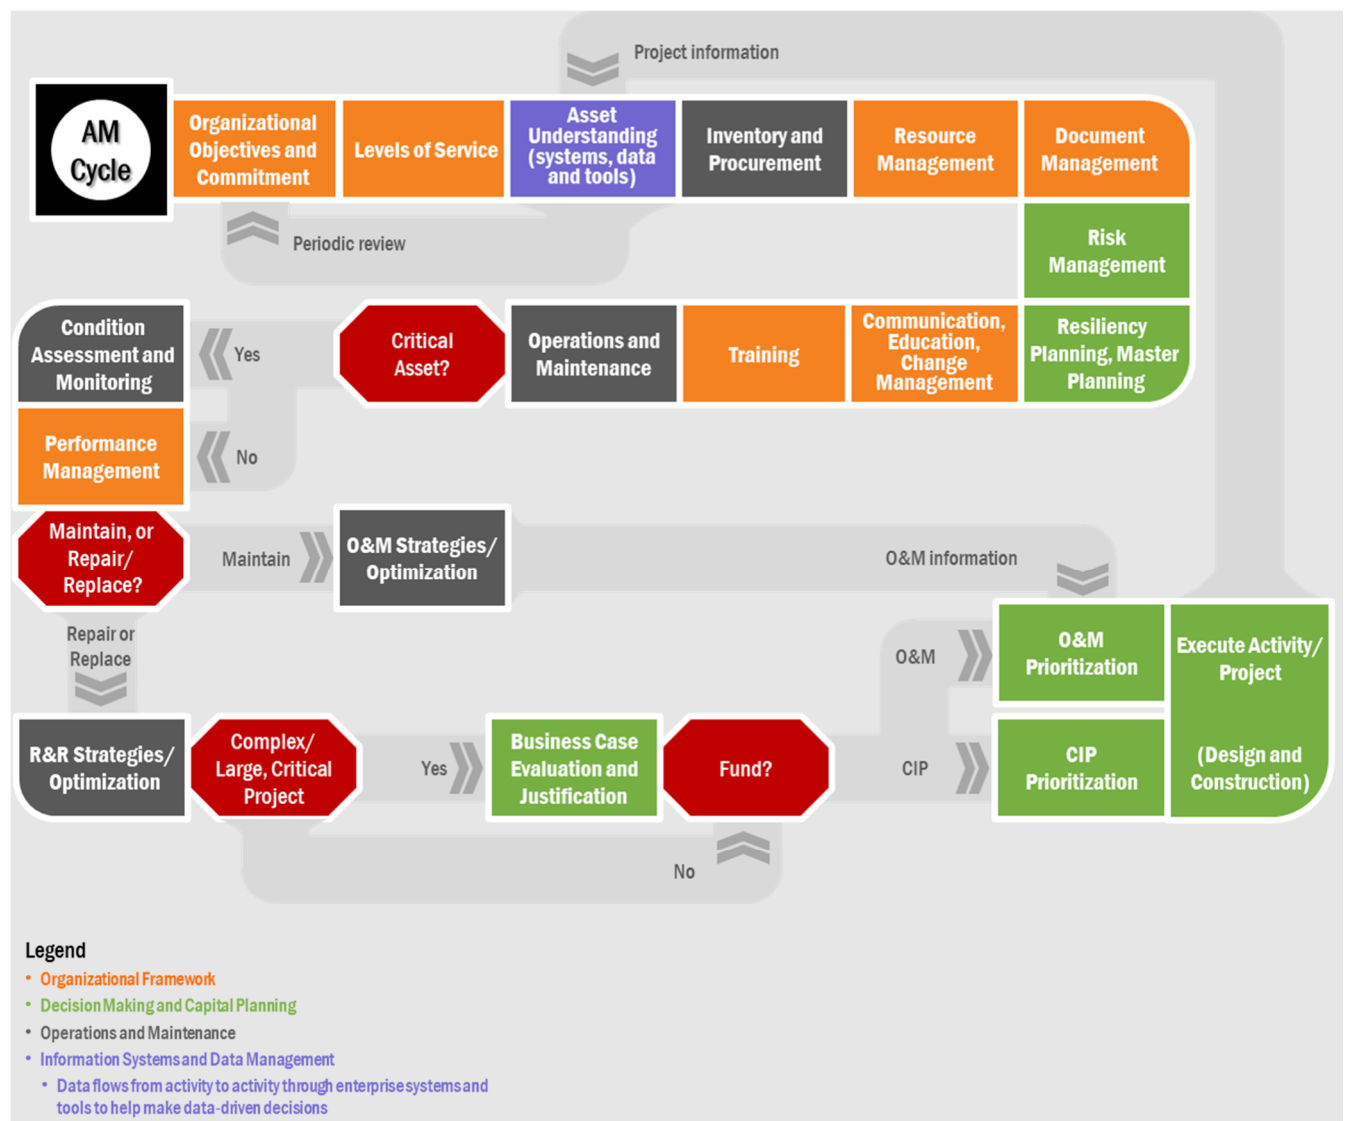 Project information
AM
Cycle
Organizational
Objectives and
Commitment
Levels of Service
Asset
Understanding
(systems, data
and tools)
Inventory and
Procurement
Resource
Management
Document
Management
Periodic review
Risk
Management
Condition
Assessment and
Monitoring
Yes
Critical
Asset?
Operations and
Maintenance
Training
Communication,
Education,
Change
Management
Resiliency
Planning, Master
Planning
Performance
Management
No
Maintain, or
Repair/
Replace?
Maintain
O&M Strategies/
Optimization
O&M information
Repair or
Replace
O&M
O&M
Prioritization
Execute Activity/
Project
(Design and
Construction)
R&R Strategies/
Optimization
Complex/
Large, Critical
Project
Yes
Business Case
Evaluation and
Justification
Fund?
CIP
CIP
Prioritization
No
Legend
• Organizational Framework
• Decision Making and Capital Planning
• Operations and Maintenance
• Information Systems and Data Management
• Data flows from activity to activity through enterprise systems and
tools to help make data-driven decisions